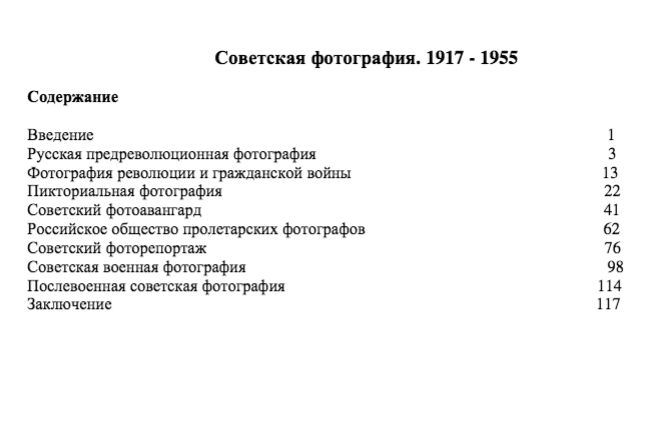 Советская фотография. 1917 - 1955
Содержание
Введение 1
Русская предреволюционная фотография 3
Фотография революции и гражданской войны 13
Пикториальная фотография 22
Советский фотоавангард 41
Российское общество пролетарских фотографов 62
Советский фоторепортаж 76
Советская военная фотография 98
Послевоенная советская фотография 114
Заключение 117